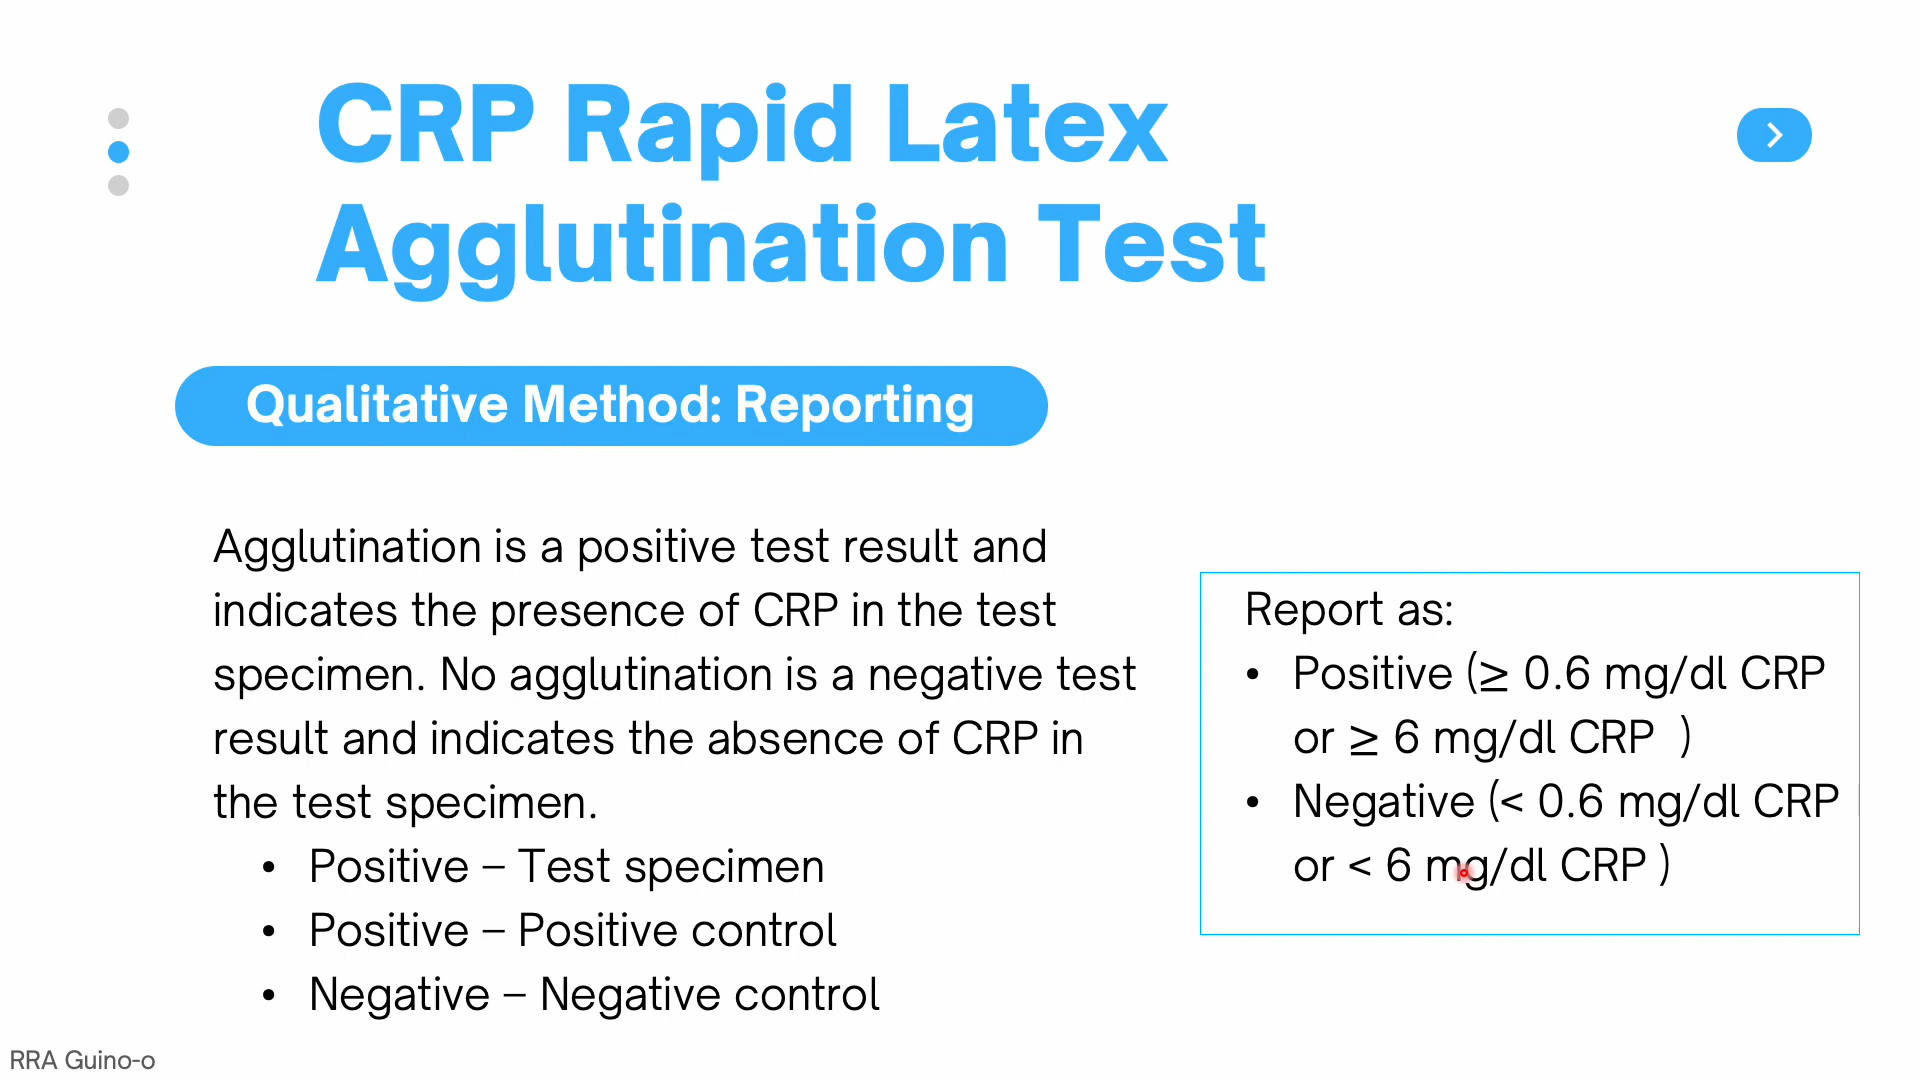 CRP Rapid Latex
Agglutination Test
Qualitative Method: Reporting
Agglutination is a positive test result and
indicates the presence of CRP in the test
specimen. No agglutination is a negative test
result and indicates the absence of CRP in
the test specimen.
• Positive – Test specimen
• Positive – Positive control
• Negative – Negative control
Report as:
• Positive (≥ 0.6 mg/dl CRP
or ≥ 6 mg/dl CRP )
• Negative (< 0.6 mg/dl CRP
or < 6 mg/dl CRP )
RRA Guino-o